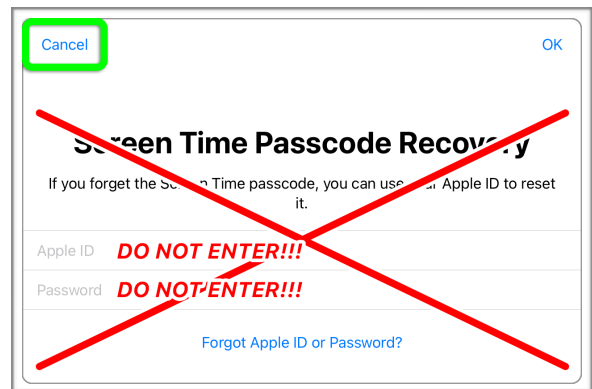 Cancel OK
Screen Time Passcode Recovery
If you forget the Screen Time passcode, you can use your Apple ID to reset
it.
Apple ID DO NOT ENTER!!!
Password DO NOT ENTER!!!
Forgot Apple ID or Password?